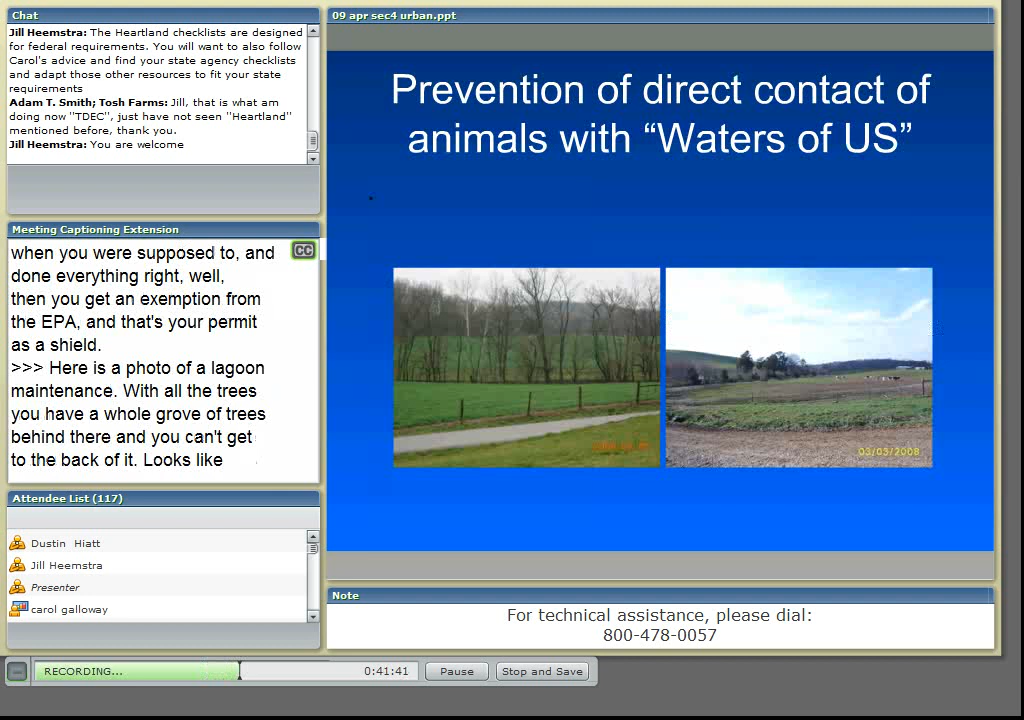 Chat
Jill Heemstra: The Heartland checklists are designed
for federal requirements. You will want to also follow
Carol's advice and find your state agency checklists
and adapt those other resources to fit your state
requirements
Adam T. Smith; Tosh Farms: Jill, that is what am
doing now "TDEC", just have not seen "Heartland"
mentioned before, thank you.
Jill Heemstra: You are welcome
Meeting Captioning Extension
CC
when you were supposed to, and
done everything right, well,
then you get an exemption from
the EPA, and that's your permit
as a shield.
>>> Here is a photo of a lagoon
maintenance. With all the trees
you have a whole grove of trees
behind there and you can't get
to the back of it. Looks like
Attendee List (117)
Dustin Hiatt
Jill Heemstra
Presenter
carol galloway
09 apr sec4 urban.ppt
Prevention of direct contact of
animals with “Waters of US”
03/03/2008
Note
For technical assistance, please dial:
800-478-0057
RECORDING...
0:41:41
Pause
Stop and Save